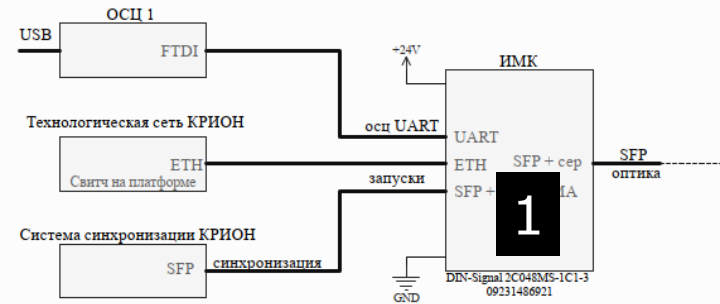 ОСЦ 1
USB
FTDI
+24V
ИМК
Технологическая сеть КРИОН
осц UART
UART
ETH
Свитч на платформе
ETH
SFP + сер
SFP
оптика
запуски
SFP +
1
Система синхронизации КРИОН
SFP
синхронизация
GND
DIN-Signal 2C048MS-1C1-3
09231486921